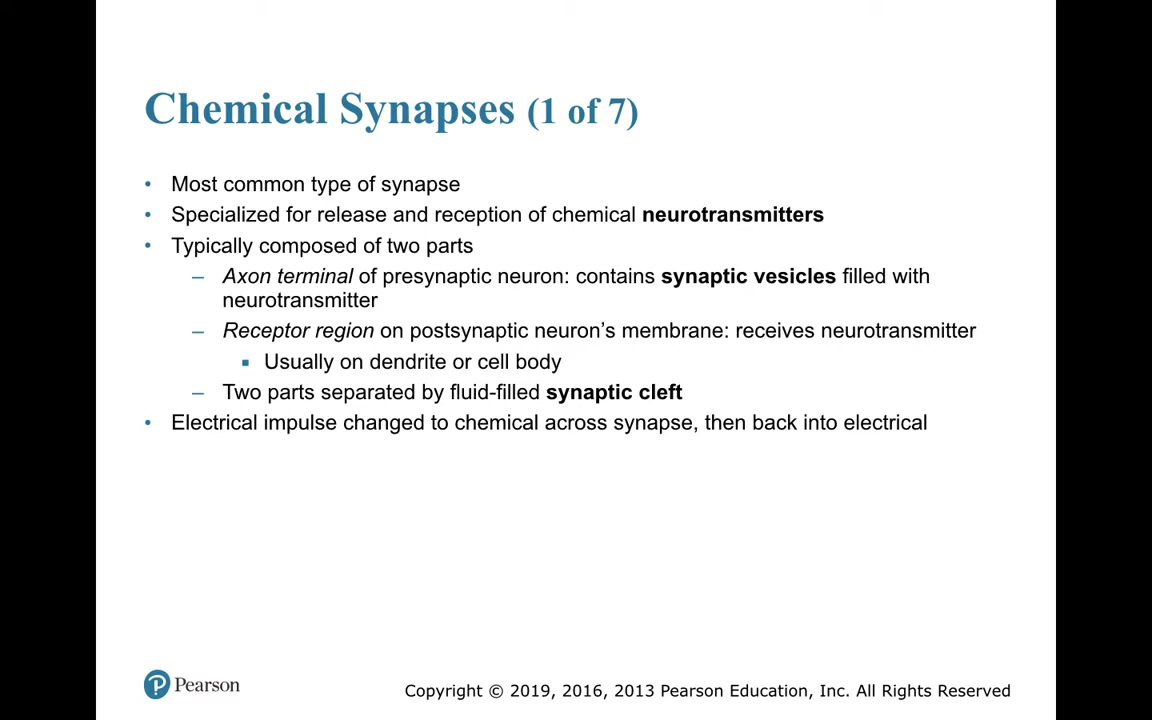 Chemical Synapses (1 of 7)
• Most common type of synapse
• Specialized for release and reception of chemical neurotransmitters
• Typically composed of two parts
– Axon terminal of presynaptic neuron: contains synaptic vesicles filled with
neurotransmitter
– Receptor region on postsynaptic neuron’s membrane: receives neurotransmitter
▪ Usually on dendrite or cell body
– Two parts separated by fluid-filled synaptic cleft
• Electrical impulse changed to chemical across synapse, then back into electrical
P Pearson
Copyright © 2019, 2016, 2013 Pearson Education, Inc. All Rights Reserved